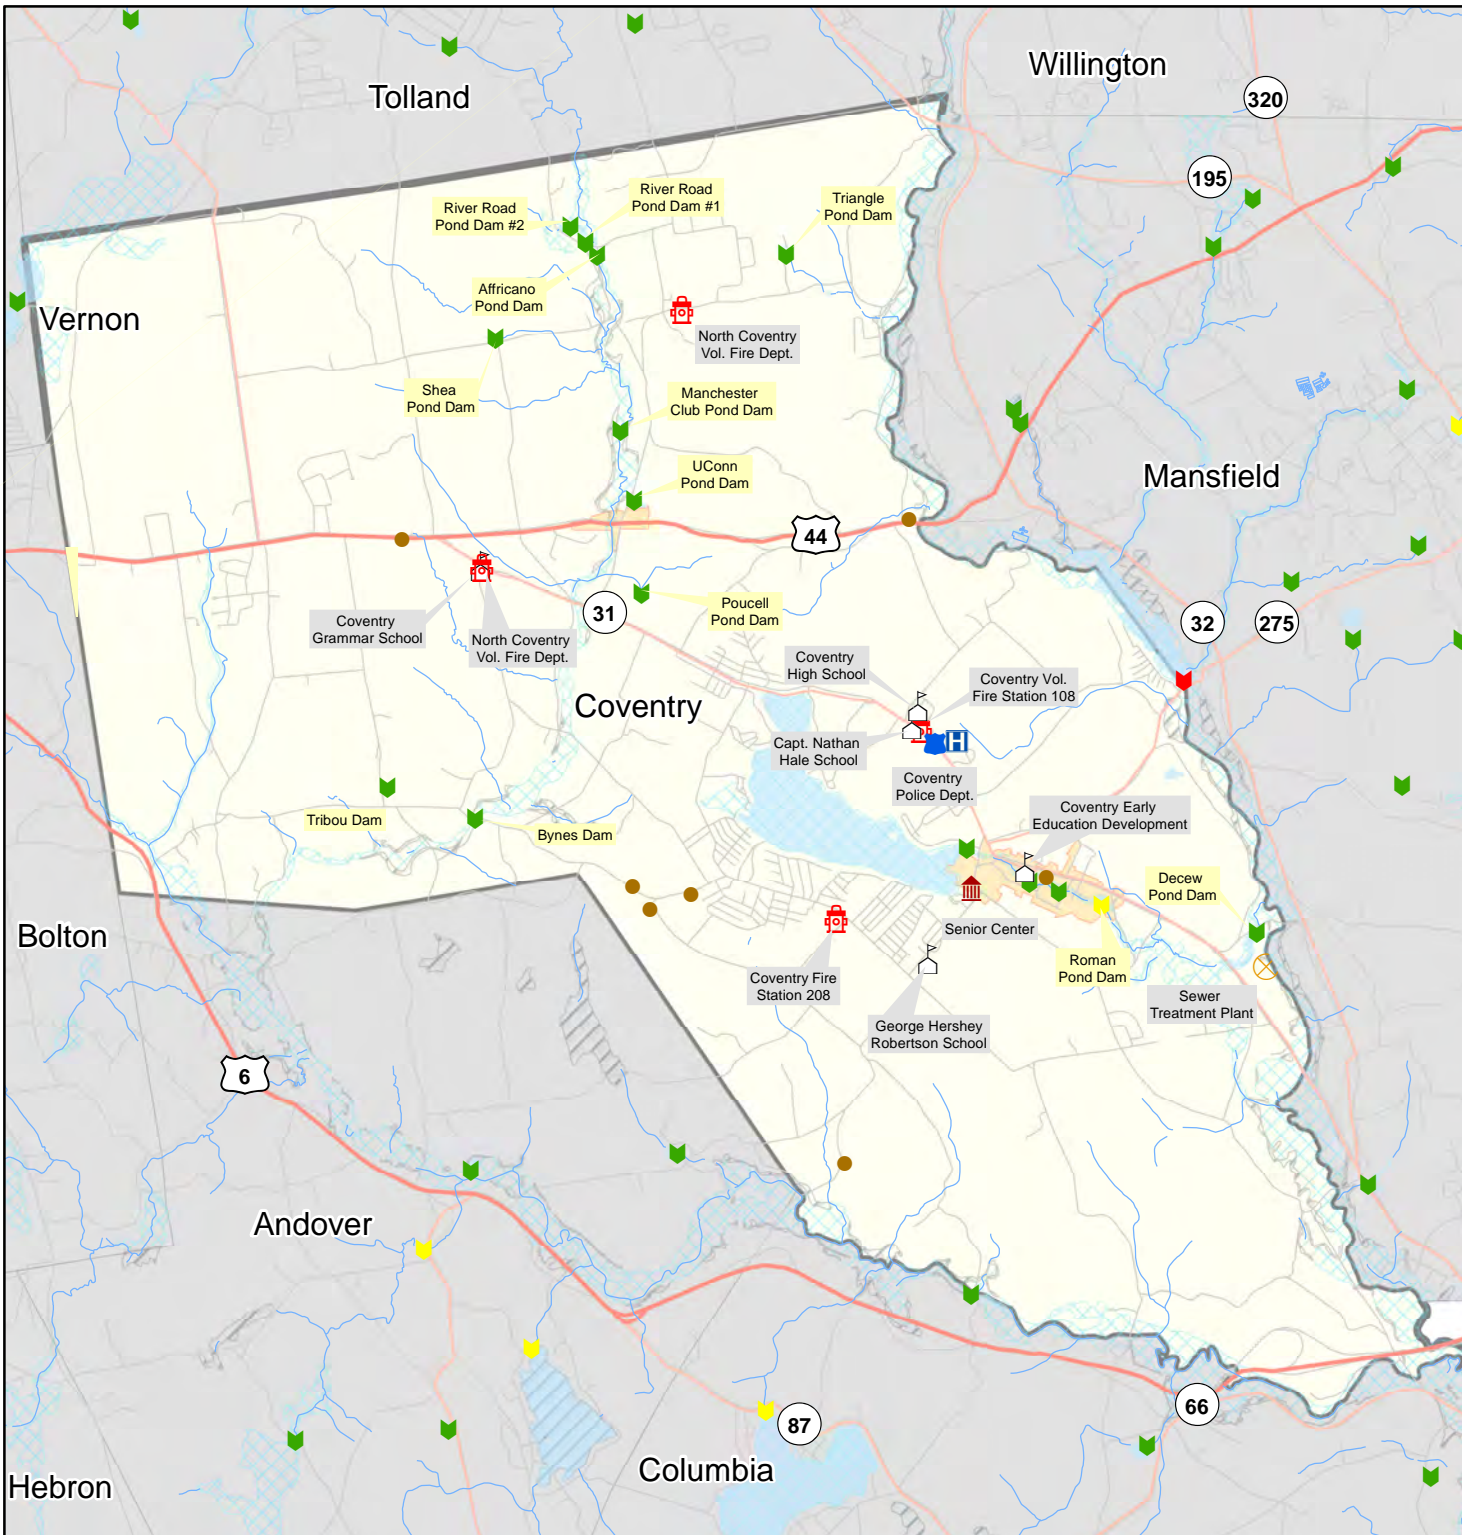 Willington
Tolland
320
195
River Road
Pond Dam #1
River Road
Pond Dam #2
Triangle
Pond Dam
Affricano
Pond Dam
Vernon
North Coventry
Vol. Fire Dept.
Shea
Pond Dam
Manchester
Club Pond Dam
UConn
Pond Dam
Mansfield
44
Coventry
Grammar School
North Coventry
Vol. Fire Dept.
31
Poucell
Pond Dam
32
275
Coventry
High School
Coventry Vol.
Fire Station 108
Coventry
Capt. Nathan
Hale School
H
Coventry
Police Dept.
Coventry Early
Education Development
Tribou Dam
Bynes Dam
Decew
Pond Dam
Bolton
Senior Center
Roman
Pond Dam
Coventry Fire
Station 208
Sewer
Treatment Plant
George Hershey
Robertson School
6
Andover
66
87
Columbia
Hebron